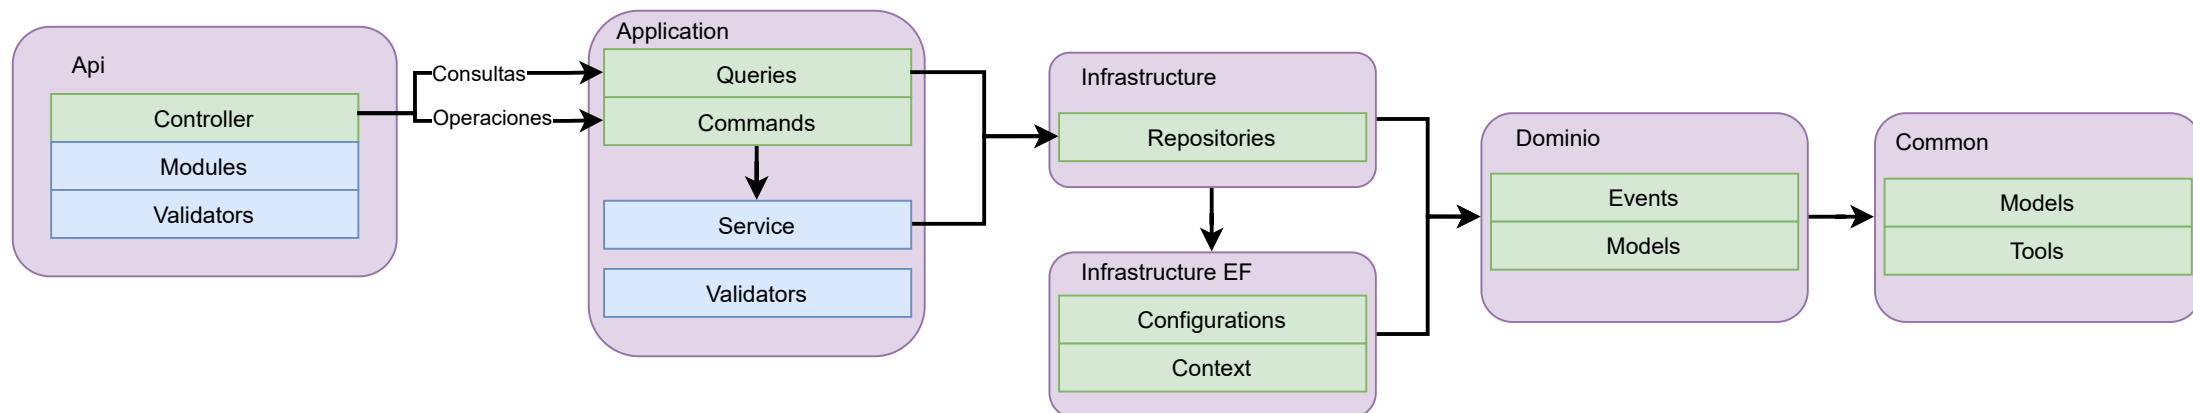 Api
Controller
Modules
Validators
Consultas
Operaciones
Application
Queries
Commands
Service
Validators
Infrastructure
Repositories
Infrastructure EF
Configurations
Context
Dominio
Events
Models
Common
Models
Tools